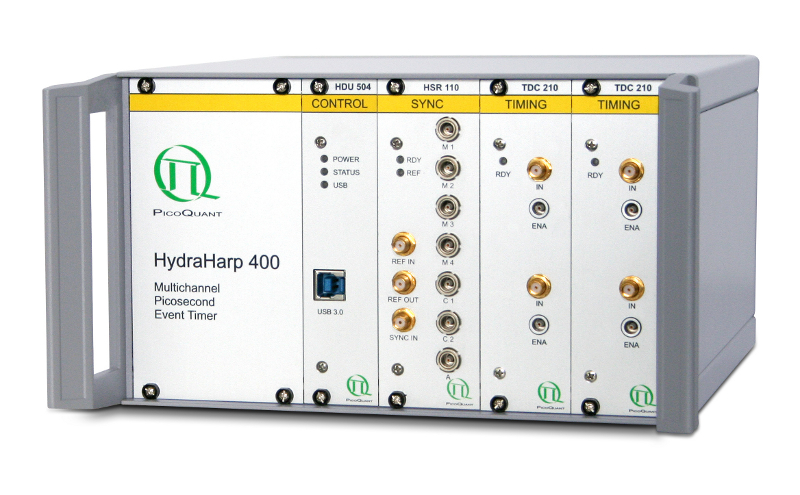 PICOQUANT
HydraHarp 400
Multichannel
Picosecond
Event Timer
HDU 504
CONTROL
POWER
STATUS
USB
USB 3.0
PICOQUANT
HSR 110
SYNC
RDY
REF
M 1
M 2
M 3
REF IN
M 4
REF OUT
C 1
SYNC IN
C 2
A
PICOQUANT
TDC 210
TIMING
RDY
IN
ENA
IN
ENA
PICOQUANT
TDC 210
TIMING
RDY
IN
ENA
IN
ENA
PICOQUANT